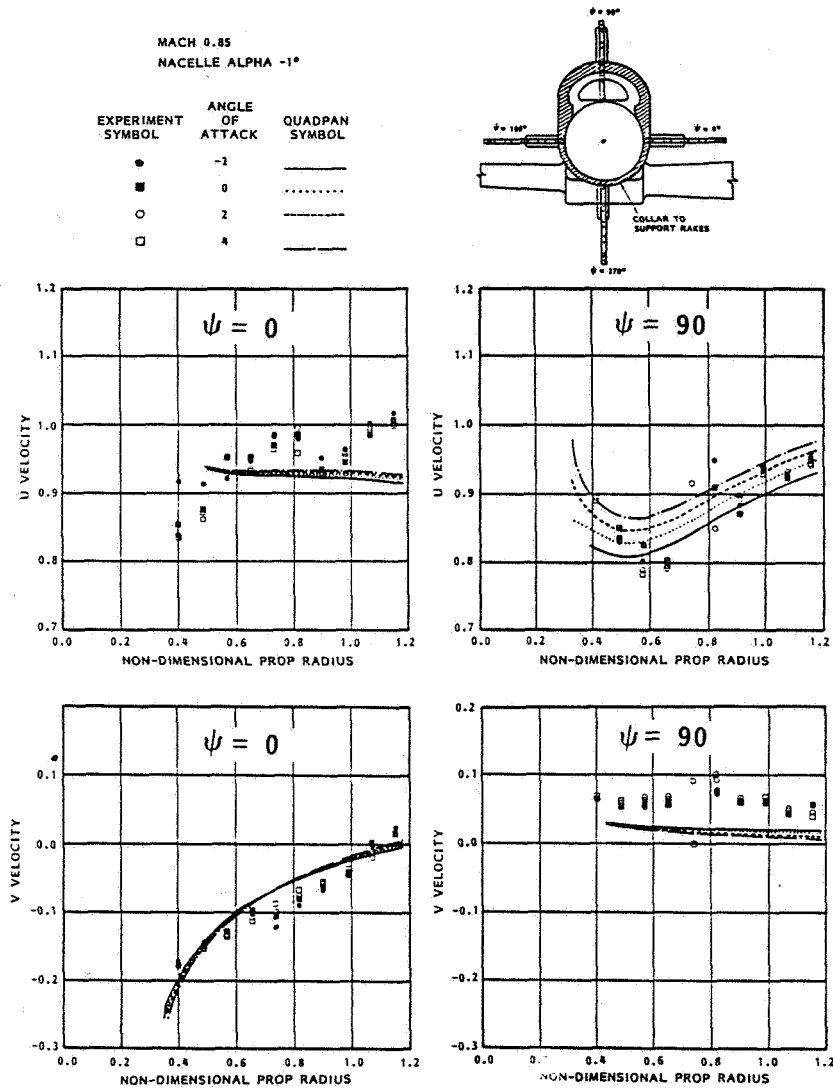 MACH 0.85
NACELLE ALPHA -1°
EXPERIMENT SYMBOL
ANGLE OF ATTACK
QUADPAN SYMBOL
-2
0
2
4
ψ = 90°
ψ = 180°
ψ = 0°
COLLAR TO
SUPPORT RAKES
ψ = 270°
ψ = 0
U VELOCITY
1.2
1.1
1.0
0.9
0.8
0.7
0.0 0.2 0.4 0.6 0.8 1.0 1.2
NON-DIMENSIONAL PROP RADIUS
ψ = 90
U VELOCITY
1.2
1.1
1.0
0.9
0.8
0.7
0.0 0.2 0.4 0.6 0.8 1.0 1.2
NON-DIMENSIONAL PROP RADIUS
ψ = 0
V VELOCITY
0.1
0.0
-0.1
-0.2
-0.3
0.0 0.2 0.4 0.6 0.8 1.0 1.2
NON-DIMENSIONAL PROP RADIUS
ψ = 90
V VELOCITY
0.2
0.1
0.0
-0.1
-0.2
-0.3
0.0 0.2 0.4 0.6 0.8 1.0 1.2
NON-DIMENSIONAL PROP RADIUS